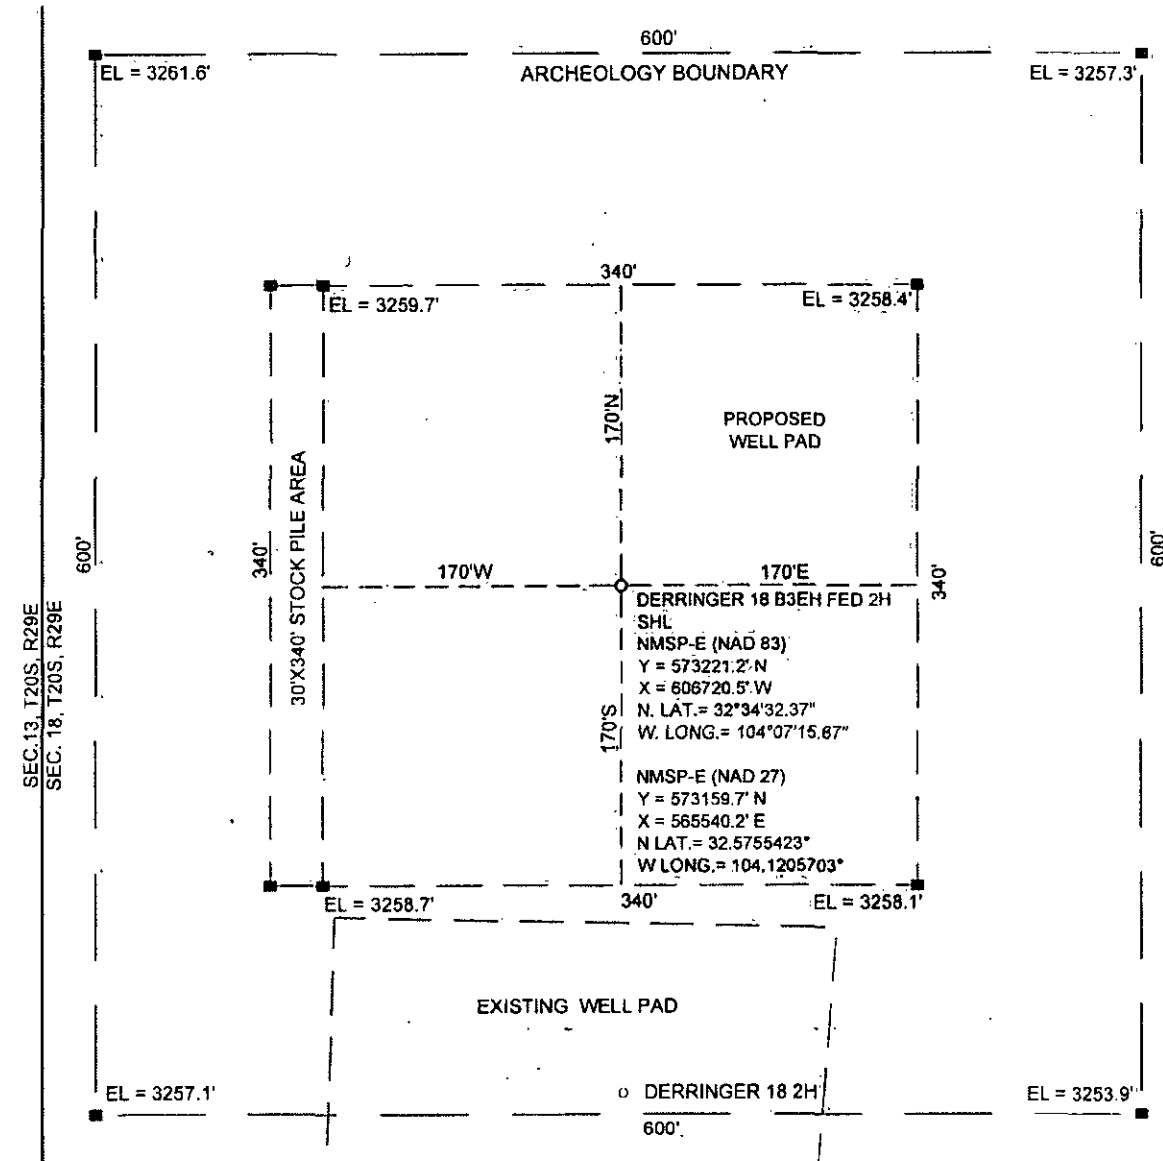 600'
EL = 3261.6'
ARCHEOLOGY BOUNDARY
EL = 3257.3'
340'
EL = 3259.7'
EL = 3258.4'
170'N
PROPOSED
WELL PAD
600'
340'
30'X340' STOCK PILE AREA
170'W
170'E
340'
600'
SEC.13, T20S, R29E
SEC. 18, T20S, R29E
DERRINGER 18 B3EH FED 2H
SHL
NMSP-E (NAD 83)
Y = 573221.2' N
X = 606720.5' W
N. LAT.= 32°34'32.37"
W. LONG.= 104°07'15.67"
170'S
NMSP-E (NAD 27)
Y = 573159.7' N
X = 565540.2' E
N LAT.= 32.5755423°
W LONG.= 104.1205703°
EL = 3258.7'
340'
EL = 3258.1'
EXISTING WELL PAD
EL = 3257.1'
DERRINGER 18 2H
EL = 3253.9'
600'